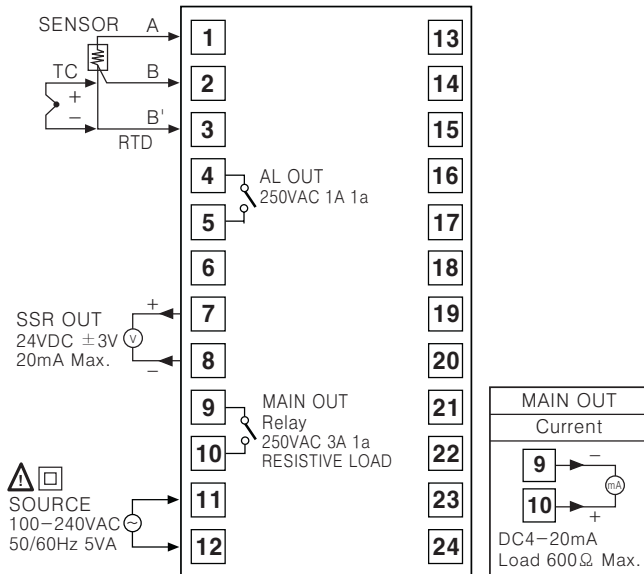 SENSOR A
1
13
TC
+
−
B
2
14
B'
RTD
3
15
4
AL OUT
250VAC 1A 1a
16
5
17
6
18
SSR OUT
24VDC ±3V
20mA Max.
+
V
−
7
19
8
20
9
MAIN OUT
Relay
250VAC 3A 1a
RESISTIVE LOAD
21
10
22
SOURCE
100−240VAC
50/60Hz 5VA
11
23
12
24
MAIN OUT
Current
9
−
mA
10
+
DC4−20mA
Load 600Ω Max.